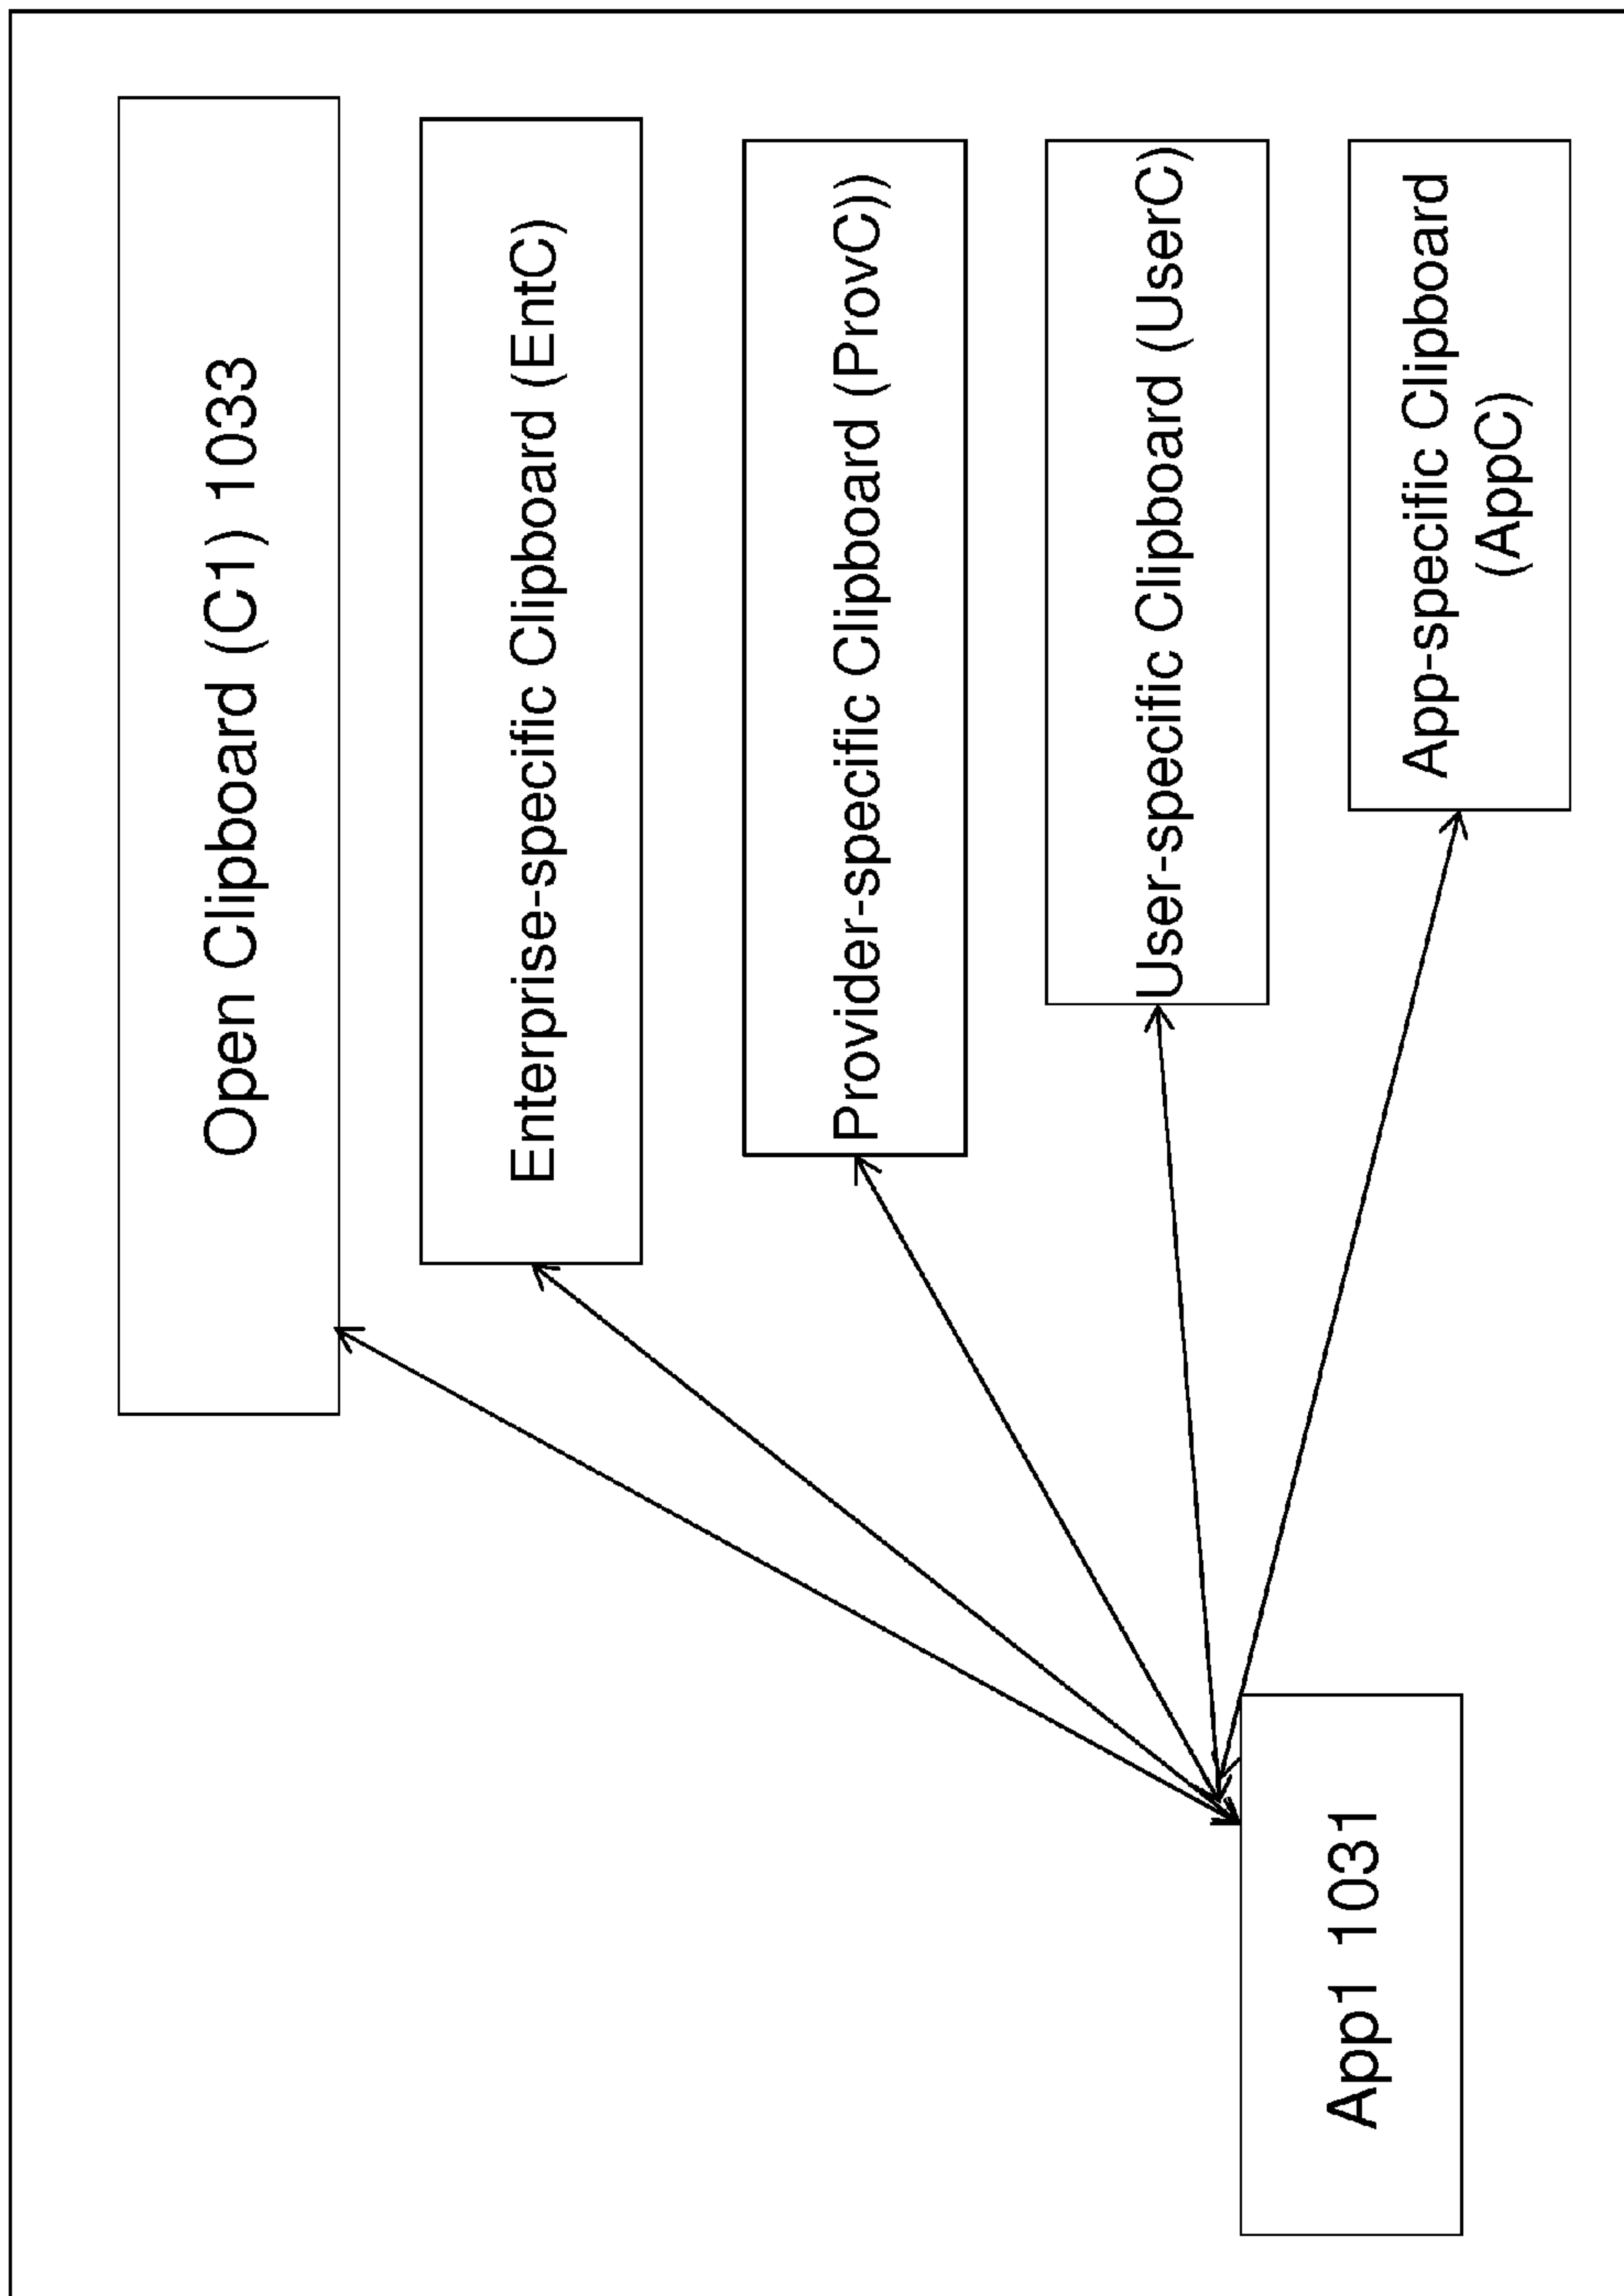 Open Clipboard (C1) 1033
Enterprise-specific Clipboard (EntC)
Provider-specific Clipboard (ProvC))
User-specific Clipboard (UserC)
App-specific Clipboard
(AppC)
App1 1031